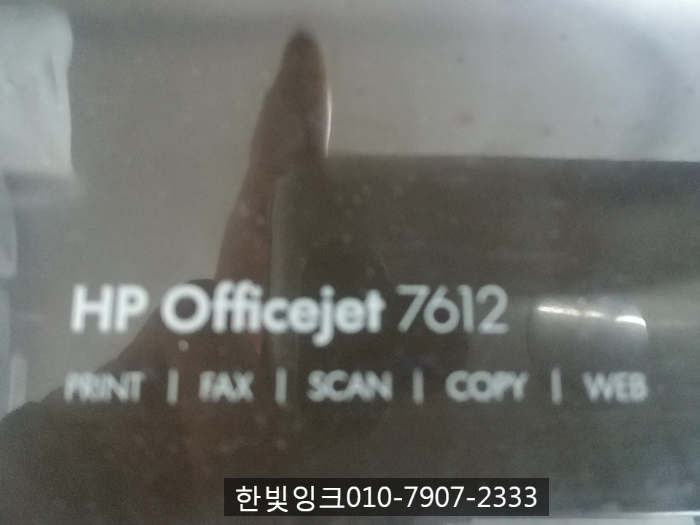 HP Officejet 7612
PRINT | FAX | SCAN | COPY | WEB
한빛잉크010-7907-2333